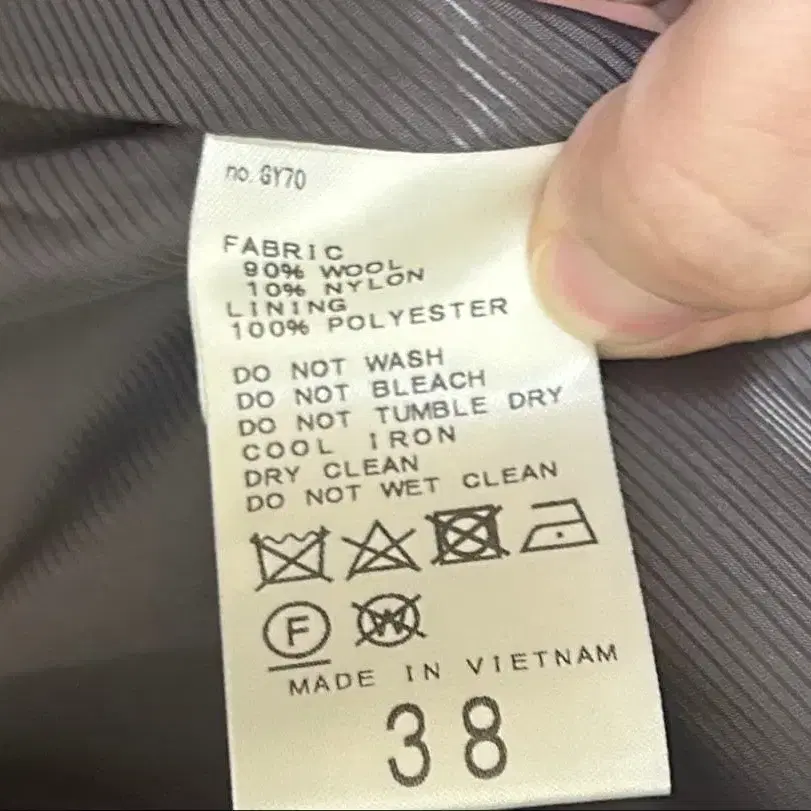 no. GY70
FABRIC
90% WOOL
10% NYLON
LINING
100% POLYESTER
DO NOT WASH
DO NOT BLEACH
DO NOT TUMBLE DRY
COOL IRON
DRY CLEAN
DO NOT WET CLEAN
F W
MADE IN VIETNAM
38